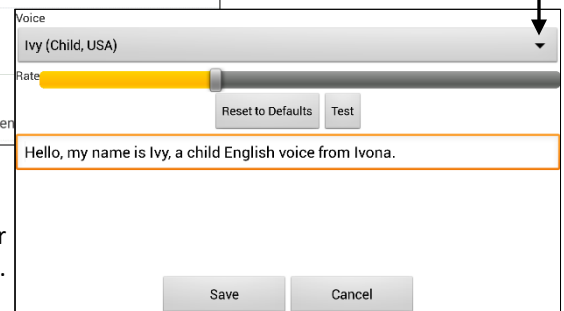 Voice
Ivy (Child, USA)
Rate
Reset to Defaults Test
en
Hello, my name is Ivy, a child English voice from Ivona.
r
.
Save Cancel